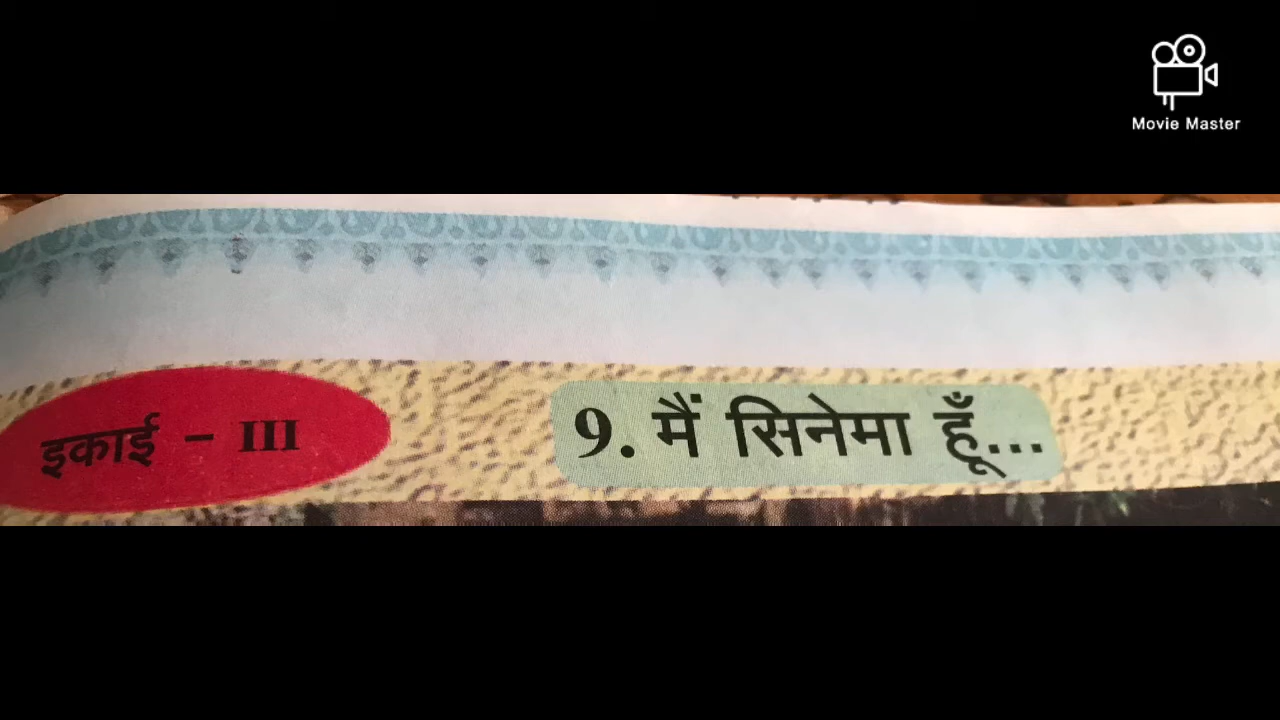 Movie Master
इकाई – III
9. मैं सिनेमा हूँ...